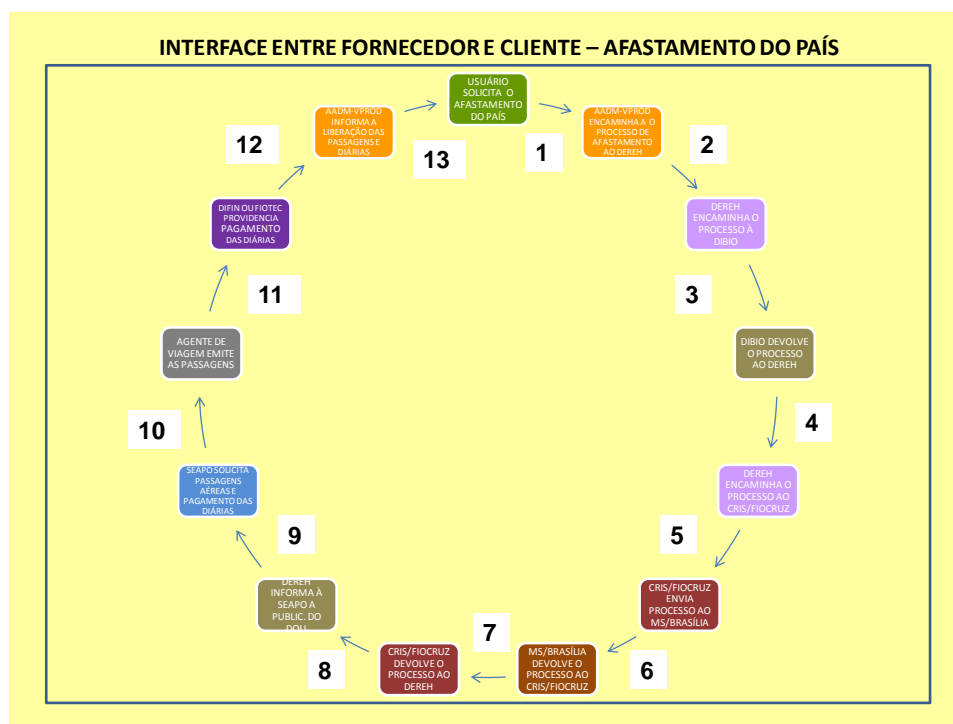 INTERFACE ENTRE FORNECEDOR E CLIENTE – AFASTAMENTO DO PAÍS
USUÁRIO
SOLICITA O
AFASTAMENTO
DO PAÍS
1
AADM-VPROD
ENCAMINHA A O
PROCESSO DE
AFASTAMENTO
AO DEREH
2
DEREH
ENCAMINHA O
PROCESSO À
DIBIO
3
DIBIO DEVOLVE
O PROCESSO
AO DEREH
4
DEREH
ENCAMINHA O
PROCESSO AO
CRIS/FIOCRUZ
5
CRIS/FIOCRUZ
ENVIA
PROCESSO AO
MS/BRASÍLIA
6
MS/BRASÍLIA
DEVOLVE O
PROCESSO AO
CRIS/FIOCRUZ
7
CRIS/FIOCRUZ
DEVOLVE O
PROCESSO AO
DEREH
8
DEREH
INFORMA À
SEAPO A
PUBLIC. DO
DOU
9
SEAPO SOLICITA
PASSAGENS
AÉREAS E
PAGAMENTO DAS
DIÁRIAS
10
AGENTE DE
VIAGEM EMITE
AS PASSAGENS
11
DIFIN OU FIOTEC
PROVIDENCIA
PAGAMENTO
DAS DIÁRIAS
12
AADM-VPROD
INFORMA A
LIBERAÇÃO DAS
PASSAGENS E
DIÁRIAS
13